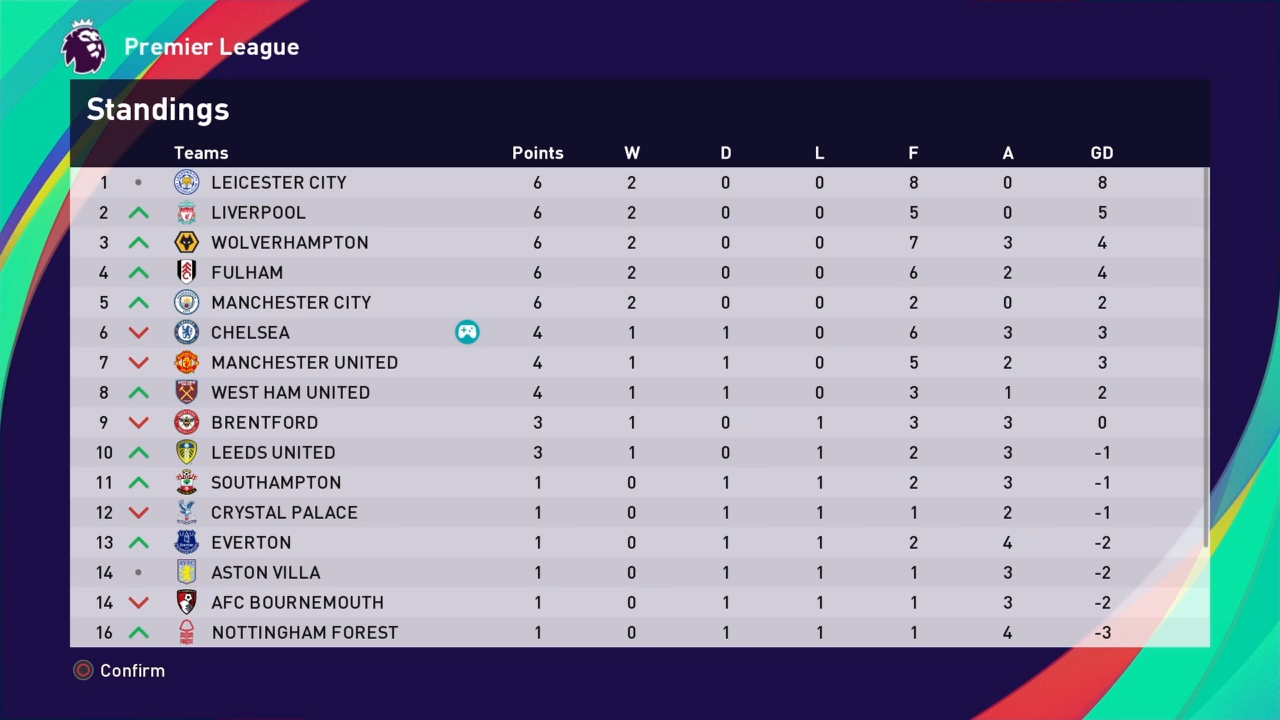 Premier League
Standings
Teams Points W D L F A GD
1 LEICESTER CITY 6 2 0 0 8 0 8
2 LIVERPOOL 6 2 0 0 5 0 5
3 WOLVERHAMPTON 6 2 0 0 7 3 4
4 FULHAM 6 2 0 0 6 2 4
5 MANCHESTER CITY 6 2 0 0 2 0 2
6 CHELSEA 4 1 1 0 6 3 3
7 MANCHESTER UNITED 4 1 1 0 5 2 3
8 WEST HAM UNITED 4 1 1 0 3 1 2
9 BRENTFORD 3 1 0 1 3 3 0
10 LEEDS UNITED 3 1 0 1 2 3 -1
11 SOUTHAMPTON 1 0 1 1 2 3 -1
12 CRYSTAL PALACE 1 0 1 1 1 2 -1
13 EVERTON 1 0 1 1 2 4 -2
14 ASTON VILLA 1 0 1 1 1 3 -2
14 AFC BOURNEMOUTH 1 0 1 1 1 3 -2
16 NOTTINGHAM FOREST 1 0 1 1 1 4 -3
Confirm